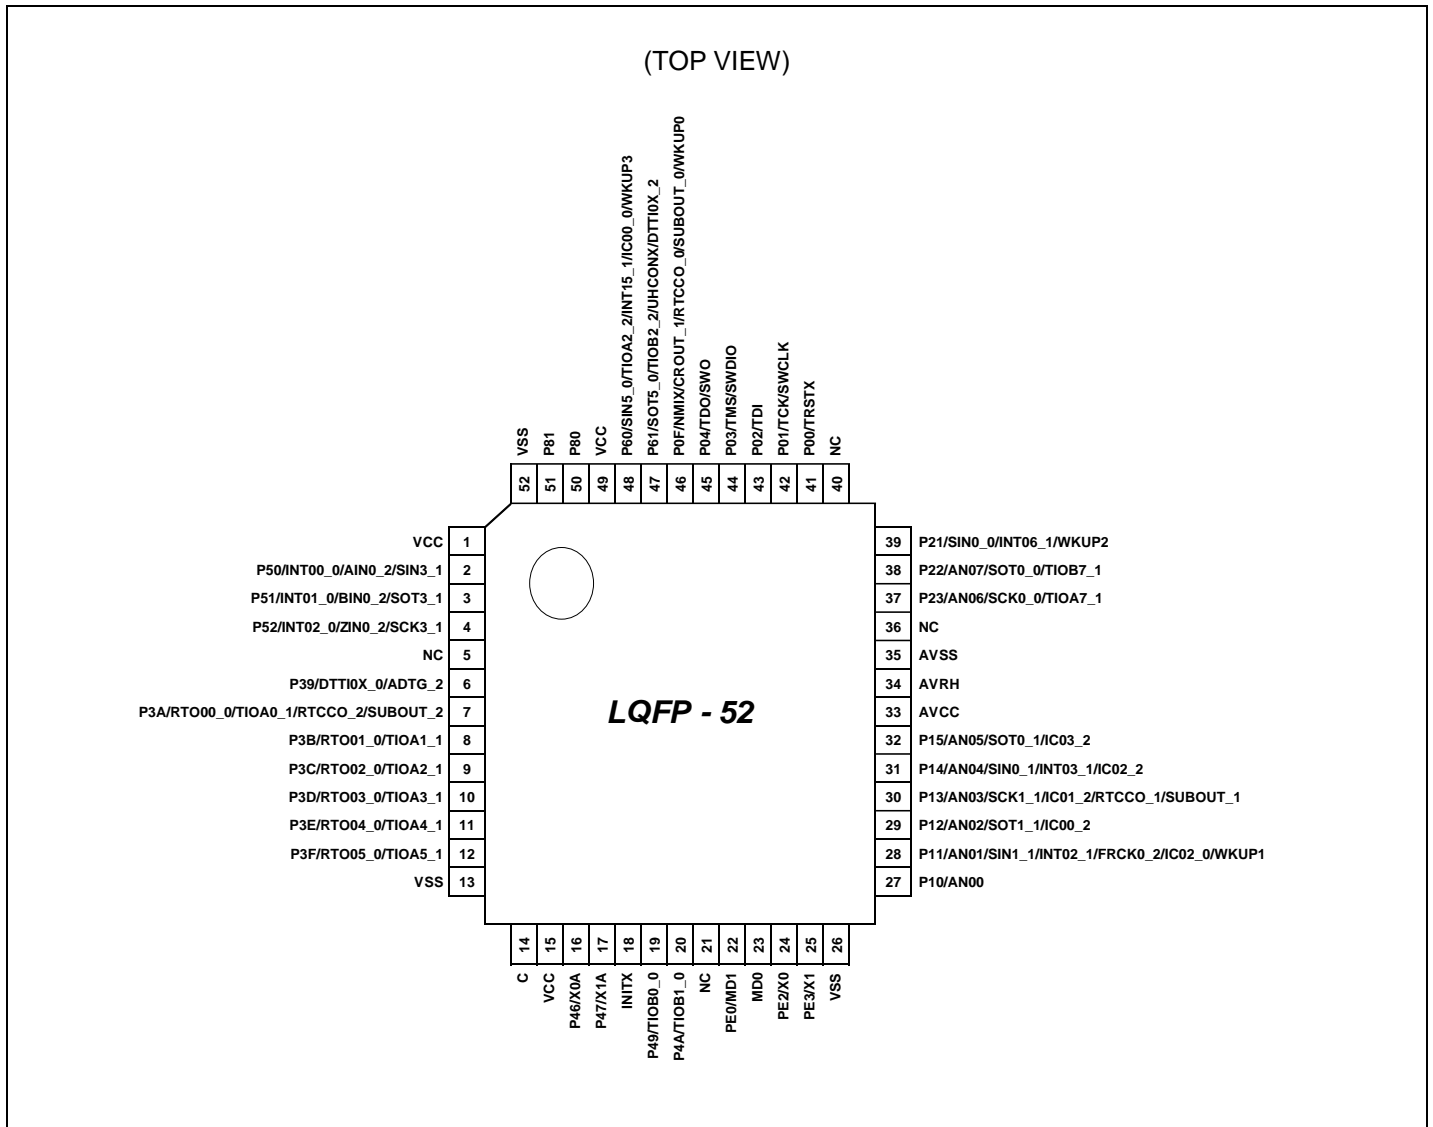 (TOP VIEW)
VSS
P81
P80
VCC
P60/SIN5_0/TIOA2_2/INT15_1/IC00_0/WKUP3
P61/SOT5_0/TIOB2_2/UHCONX/DTTI0X_2
P0F/NMIX/CROUT_1/RTCCO_0/SUBOUT_0/WKUP0
P04/TDO/SWO
P03/TMS/SWDIO
P02/TDI
P01/TCK/SWCLK
P00/TRSTX
NC
52 51 50 49 48 47 46 45 44 43 42 41 40
VCC 1
P50/INT00_0/AIN0_2/SIN3_1 2
P51/INT01_0/BIN0_2/SOT3_1 3
P52/INT02_0/ZIN0_2/SCK3_1 4
NC 5
P39/DTTI0X_0/ADTG_2 6
P3A/RTO00_0/TIOA0_1/RTCCO_2/SUBOUT_2 7
P3B/RTO01_0/TIOA1_1 8
P3C/RTO02_0/TIOA2_1 9
P3D/RTO03_0/TIOA3_1 10
P3E/RTO04_0/TIOA4_1 11
P3F/RTO05_0/TIOA5_1 12
VSS 13
LQFP - 52
39 P21/SIN0_0/INT06_1/WKUP2
38 P22/AN07/SOT0_0/TIOB7_1
37 P23/AN06/SCK0_0/TIOA7_1
36 NC
35 AVSS
34 AVRH
33 AVCC
32 P15/AN05/SOT0_1/IC03_2
31 P14/AN04/SIN0_1/INT03_1/IC02_2
30 P13/AN03/SCK1_1/IC01_2/RTCCO_1/SUBOUT_1
29 P12/AN02/SOT1_1/IC00_2
28 P11/AN01/SIN1_1/INT02_1/FRCK0_2/IC02_0/WKUP1
27 P10/AN00
14 15 16 17 18 19 20 21 22 23 24 25 26
C
VCC
P46/X0A
P47/X1A
INITX
P49/TIOB0_0
P4A/TIOB1_0
NC
PE0/MD1
MD0
PE2/X0
PE3/X1
VSS